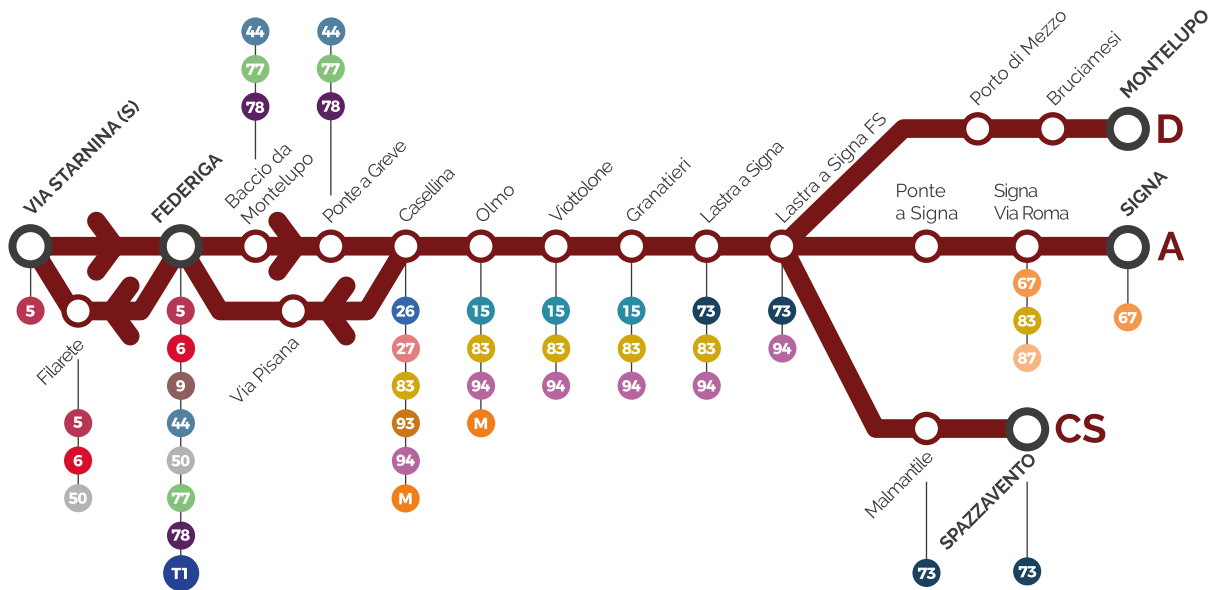 44
77
78
44
77
78
VIA STARNINA (S)
FEDERIGA
Baccio da
Montelupo
Ponte a Greve
Casellina
Olmo
Viottolone
Granatieri
Lastra a Signa
Lastra a Signa FS
Porto di Mezzo
Bruciamesi
MONTELUPO
D
Ponte
a Signa
Signa
Via Roma
SIGNA
A
5
Filarete
5
6
50
5
6
9
44
50
77
78
T1
Via Pisana
26
27
83
93
94
M
15
83
94
M
15
83
94
15
83
94
73
83
94
73
94
67
83
87
67
CS
Malmantile
SPAZZAVENTO
73
73